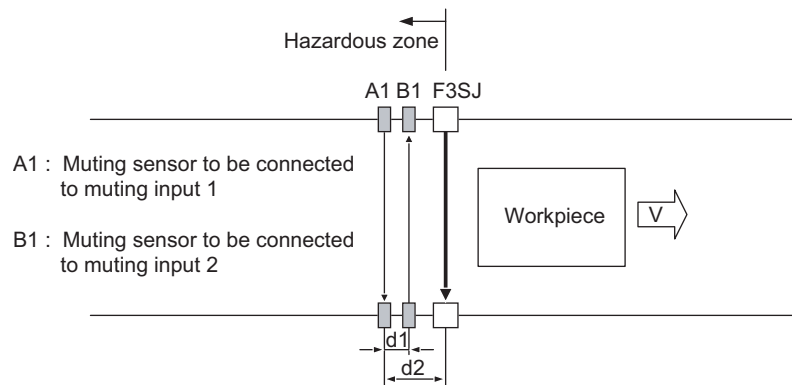 Hazardous zone
A1 B1 F3SJ
A1 : Muting sensor to be connected
to muting input 1
B1 : Muting sensor to be connected
to muting input 2
Workpiece
V
d1
d2